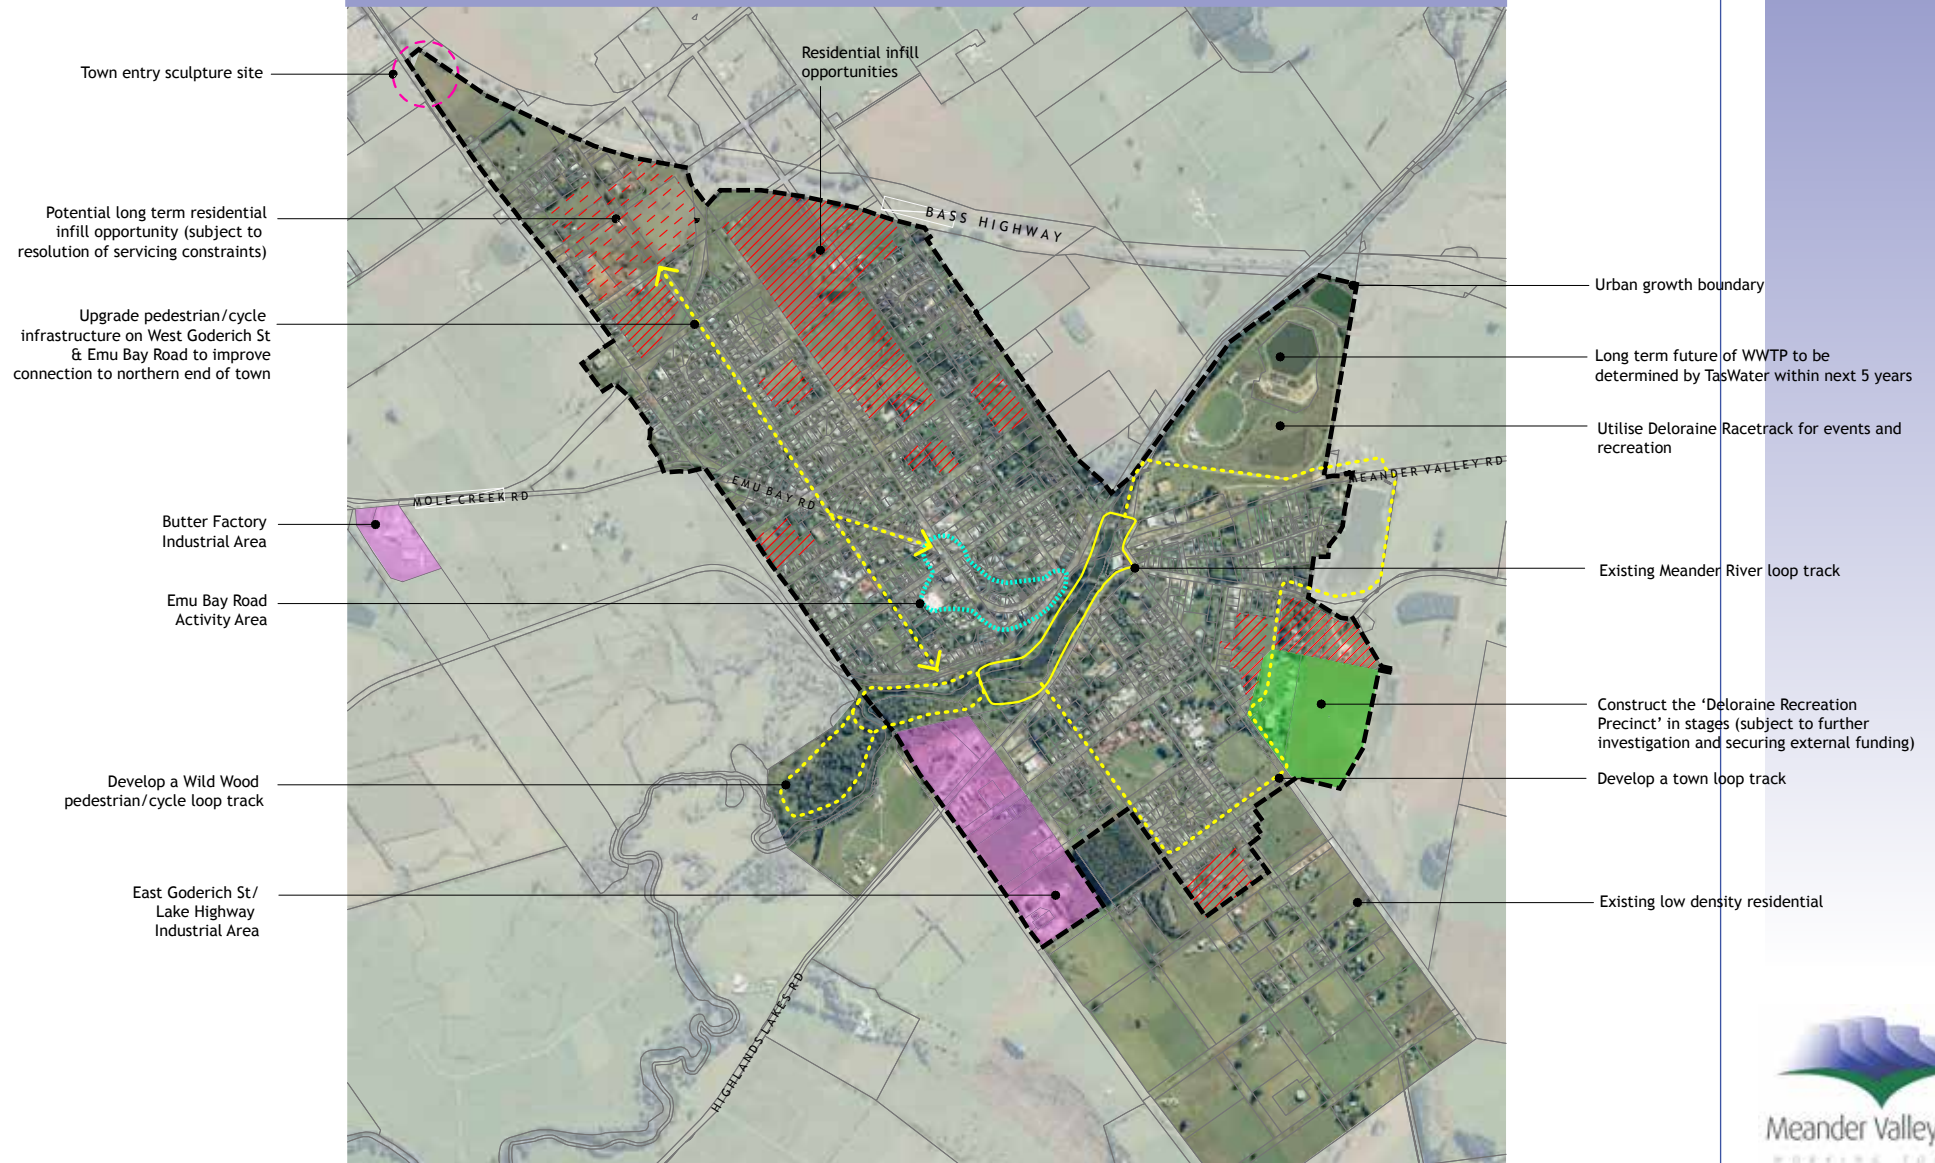 Town entry sculpture site
Residential infill
opportunities
Potential long term residential
infill opportunity (subject to
resolution of servicing constraints)
BASS HIGHWAY
Upgrade pedestrian/cycle
infrastructure on West Goderich St
& Emu Bay Road to improve
connection to northern end of town
Urban growth boundary
Long term future of WWTP to be
determined by TasWater within next 5 years
Utilise Deloraine Racetrack for events and
recreation
MEANDER VALLEY RD
EMU BAY RD
MOLE CREEK RD
Butter Factory
Industrial Area
Existing Meander River loop track
Emu Bay Road
Activity Area
Construct the ‘Deloraine Recreation
Precinct’ in stages (subject to further
investigation and securing external funding)
Develop a Wild Wood
pedestrian/cycle loop track
Develop a town loop track
East Goderich St/
Lake Highway
Industrial Area
Existing low density residential
HIGHLANDS LAKES RD
Meander Valley